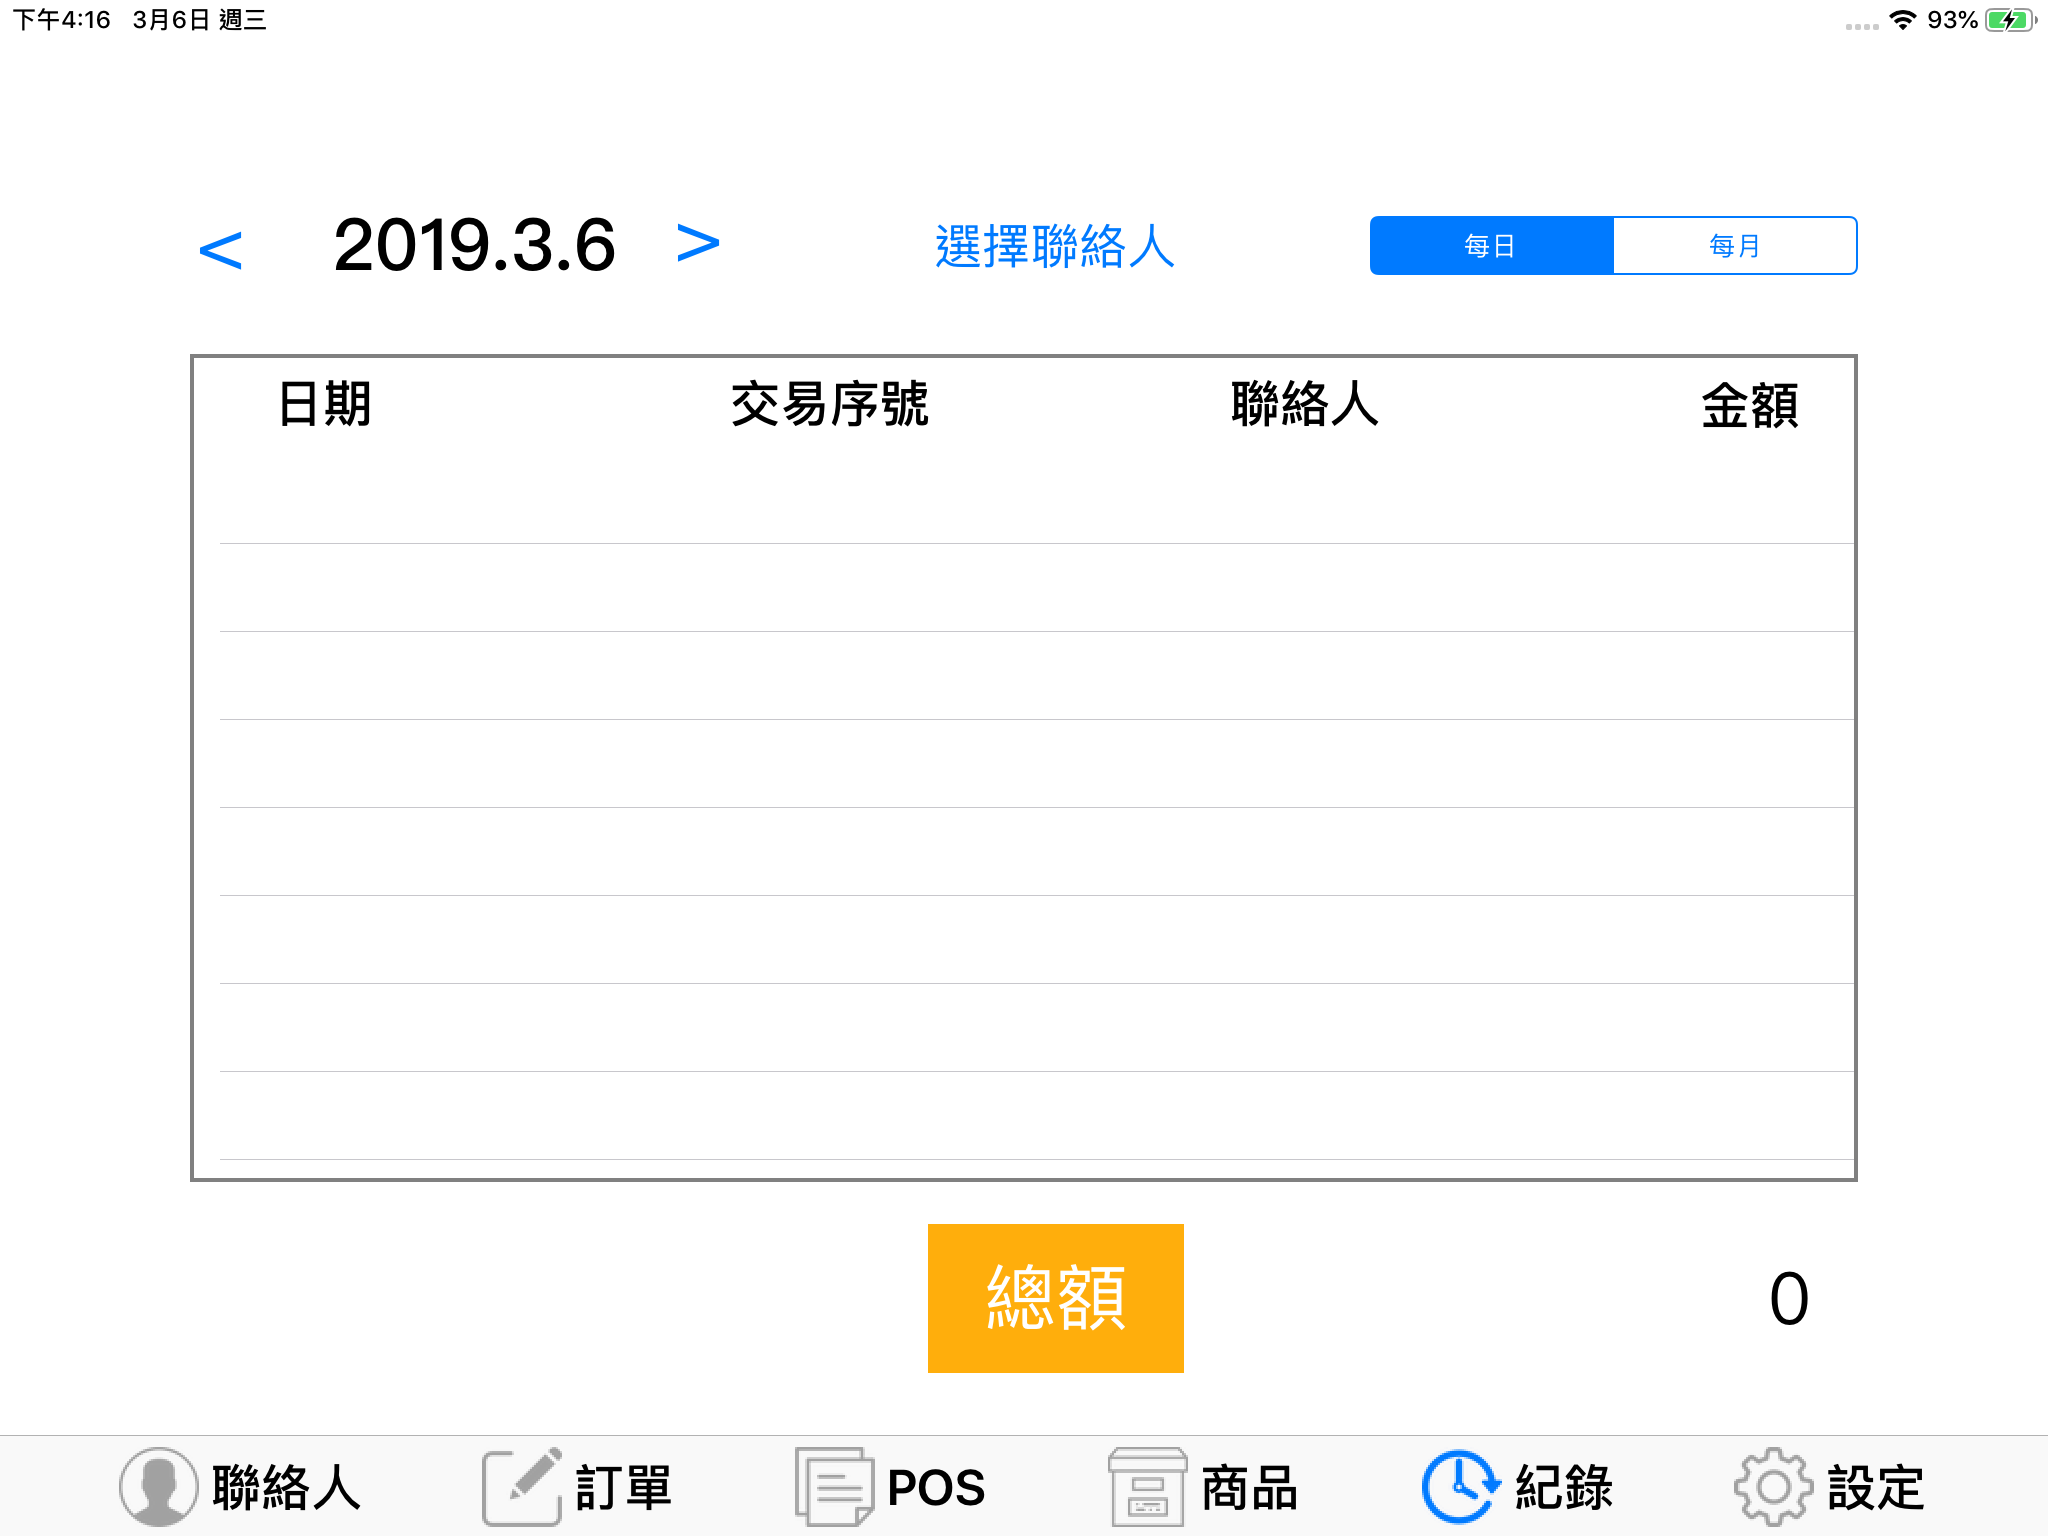 下午4:16 3月6日 週三 93%
< 2019.3.6 > 選擇聯絡人 每日 每月
日期 交易序號 聯絡人 金額
總額 0
聯絡人 訂單 POS 商品 紀錄 設定